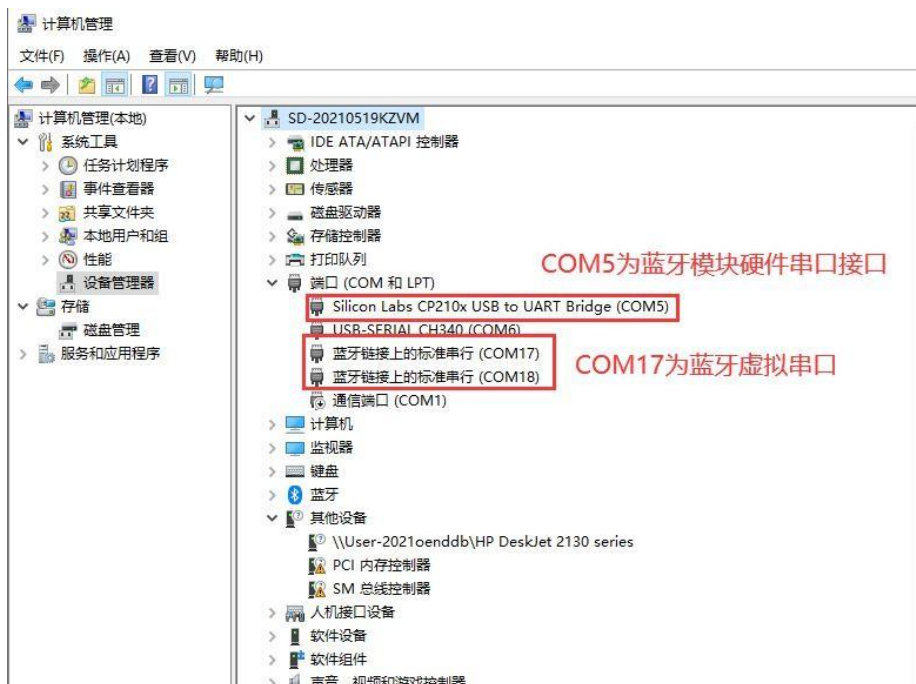 计算机管理
文件(F) 操作(A) 查看(V) 帮助(H)
计算机管理(本地)
系统工具
任务计划程序
事件查看器
共享文件夹
本地用户和组
性能
设备管理器
存储
磁盘管理
服务和应用程序
SD-20210519KZVM
IDE ATA/ATAPI 控制器
处理器
传感器
磁盘驱动器
存储控制器
打印队列
COM5为蓝牙模块硬件串口接口
端口 (COM 和 LPT)
Silicon Labs CP210x USB to UART Bridge (COM5)
USB-SERIAL CH340 (COM6)
蓝牙链接上的标准串行 (COM17)
COM17为蓝牙虚拟串口
蓝牙链接上的标准串行 (COM18)
通信端口 (COM1)
计算机
监视器
键盘
蓝牙
其他设备
\\User-2021oenddb\HP DeskJet 2130 series
PCI 内存控制器
SM 总线控制器
人机接口设备
软件设备
软件组件
声音、视频和游戏控制器